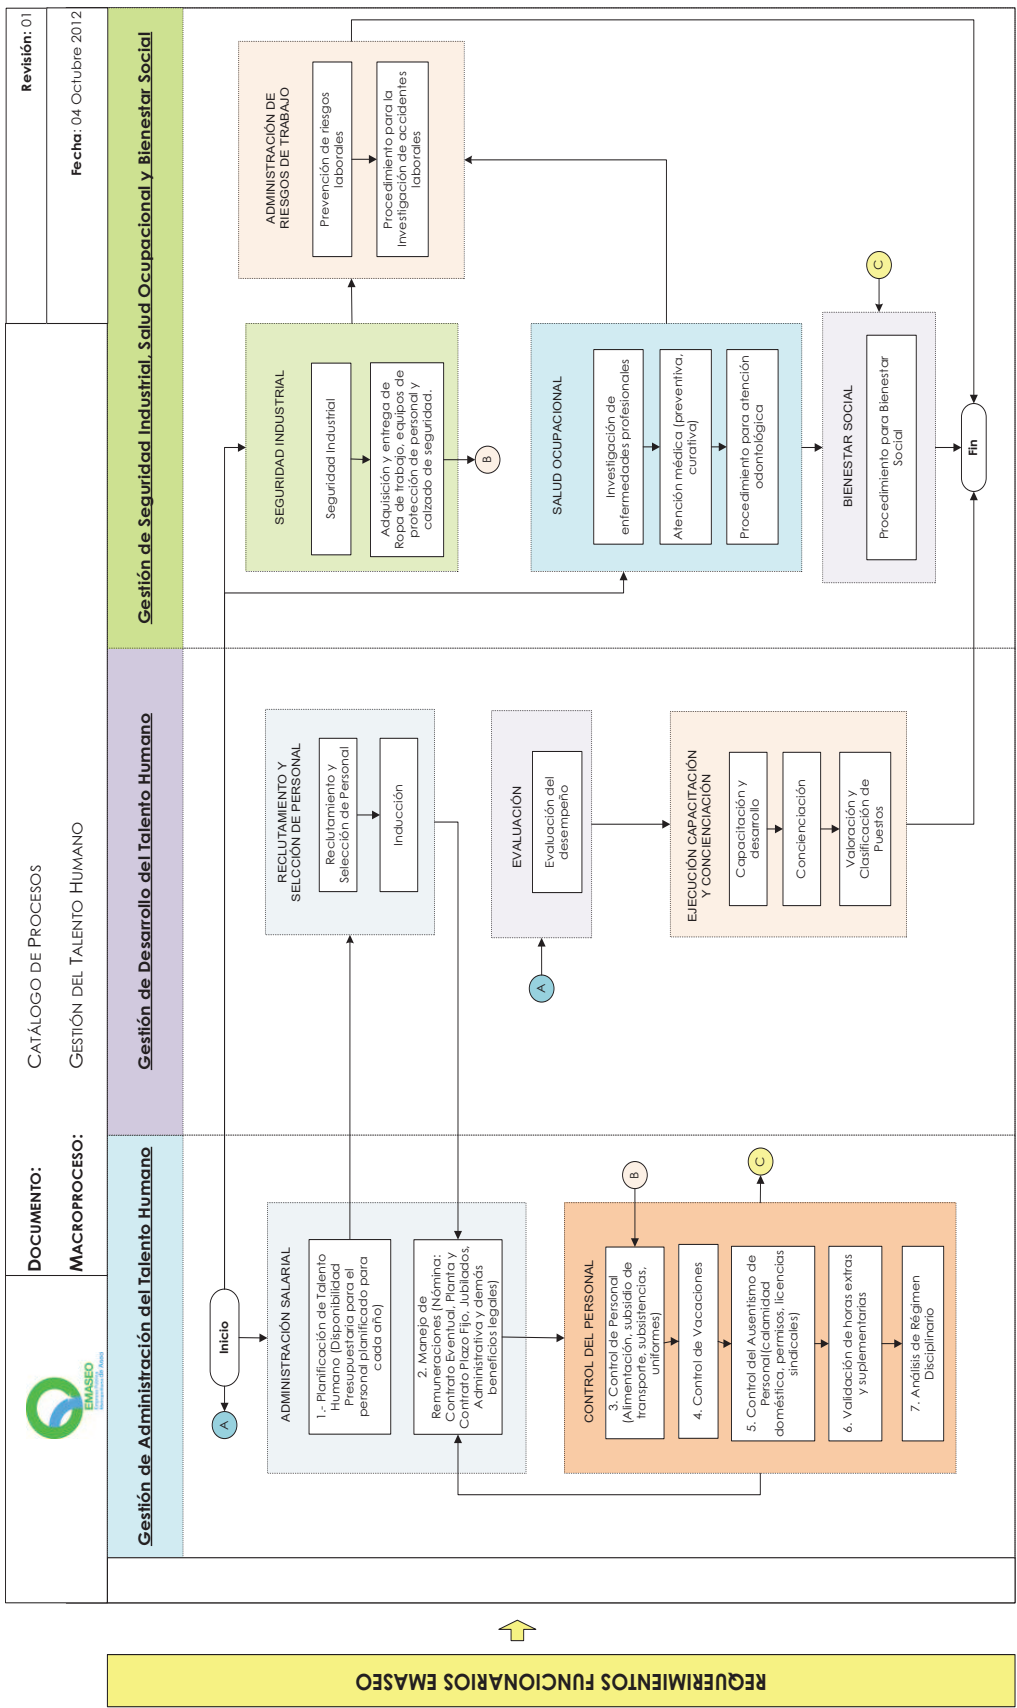 DOCUMENTO:
CATÁLOGO DE PROCESOS
Revisión: 01
MACROPROCESO:
GESTIÓN DEL TALENTO HUMANO
Fecha: 04 Octubre 2012
EMASEO
Gestión de Administración del Talento Humano
Gestión de Desarrollo del Talento Humano
Gestión de Seguridad Industrial, Salud Ocupacional y Bienestar Social
REQUERIMIENTOS FUNCIONARIOS EMASEO
A
Inicio
ADMINISTRACIÓN SALARIAL
1.- Planificación de Talento
Humano (Disponibilidad
Presupuestaria para el
personal planificado para
cada año)
2. Manejo de
Remuneraciones (Nómina:
Contrato Eventual, Planta y
Contrato Plazo Fijo, Jubilados,
Administrativa y demás
beneficios legales)
CONTROL DEL PERSONAL
3. Control de Personal
(Alimentación, subsidio de
transporte, subsistencias,
uniformes)
B
4. Control de Vacaciones
5. Control del Ausentismo de
Personal(calamidad
doméstica, permisos, licencias
sindicales)
C
6. Validación de horas extras
y suplementarias
7. Análisis de Régimen
Disciplinario
RECLUTAMIENTO Y
SELCCIÓN DE PERSONAL
Reclutamiento y
Selección de Personal
Inducción
A
EVALUACIÓN
Evaluación del
desempeño
EJECUCIÓN CAPACITACIÓN
Y CONCIENCIACIÓN
Capacitación y
desarrollo
Concienciación
Valoración y
Clasificación de
Puestos
SEGURIDAD INDUSTRIAL
Seguridad Industrial
Adquisición y entrega de
Ropa de trabajo, equipos de
protección de personal y
calzado de seguridad.
B
ADMINISTRACIÓN DE
RIESGOS DE TRABAJO
Prevención de riesgos
laborales
Procedimiento para la
Investigación de accidentes
laborales
SALUD OCUPACIONAL
Investigación de
enfermedades profesionales
Atención médica (preventiva,
curativa)
Procedimiento para atención
odontológica
BIENESTAR SOCIAL
C
Procedimiento para Bienestar
Social
Fin